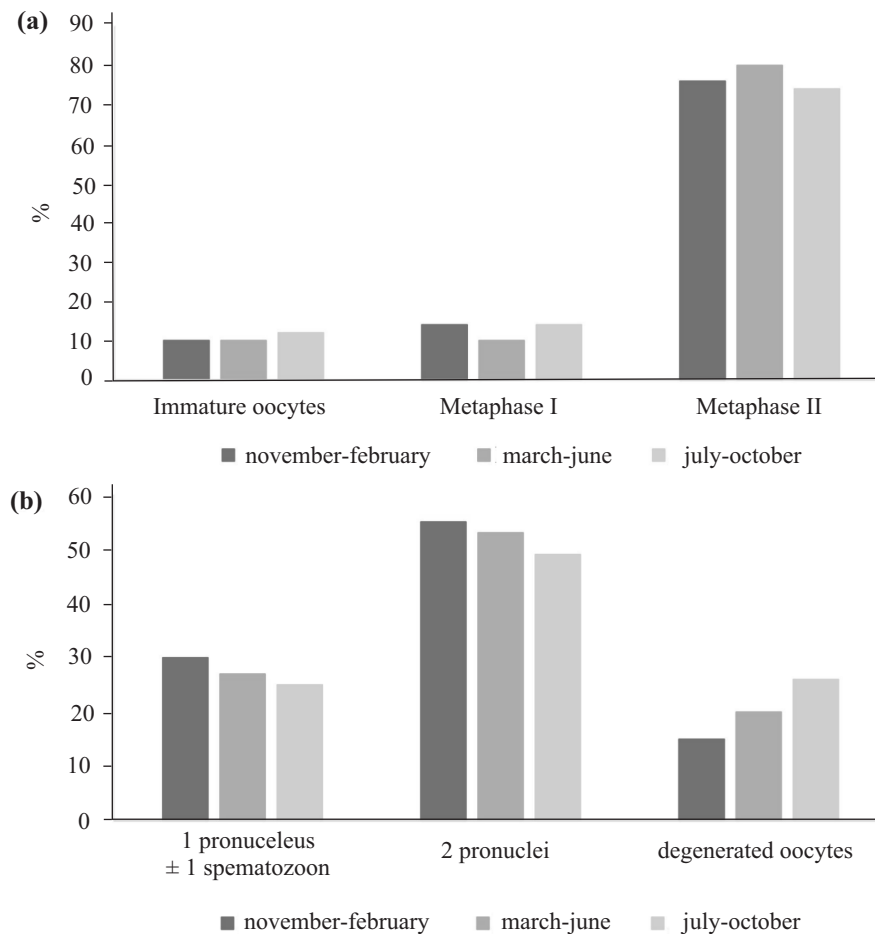 (a)
90
80
70
60
50
40
30
20
10
0
%
Immature oocytes Metaphase I Metaphase II
november-february march-june july-october
(b)
60
50
40
30
20
10
0
%
1 pronuceleus
± 1 spematozoon
2 pronuclei
degenerated oocytes
november-february march-june july-october